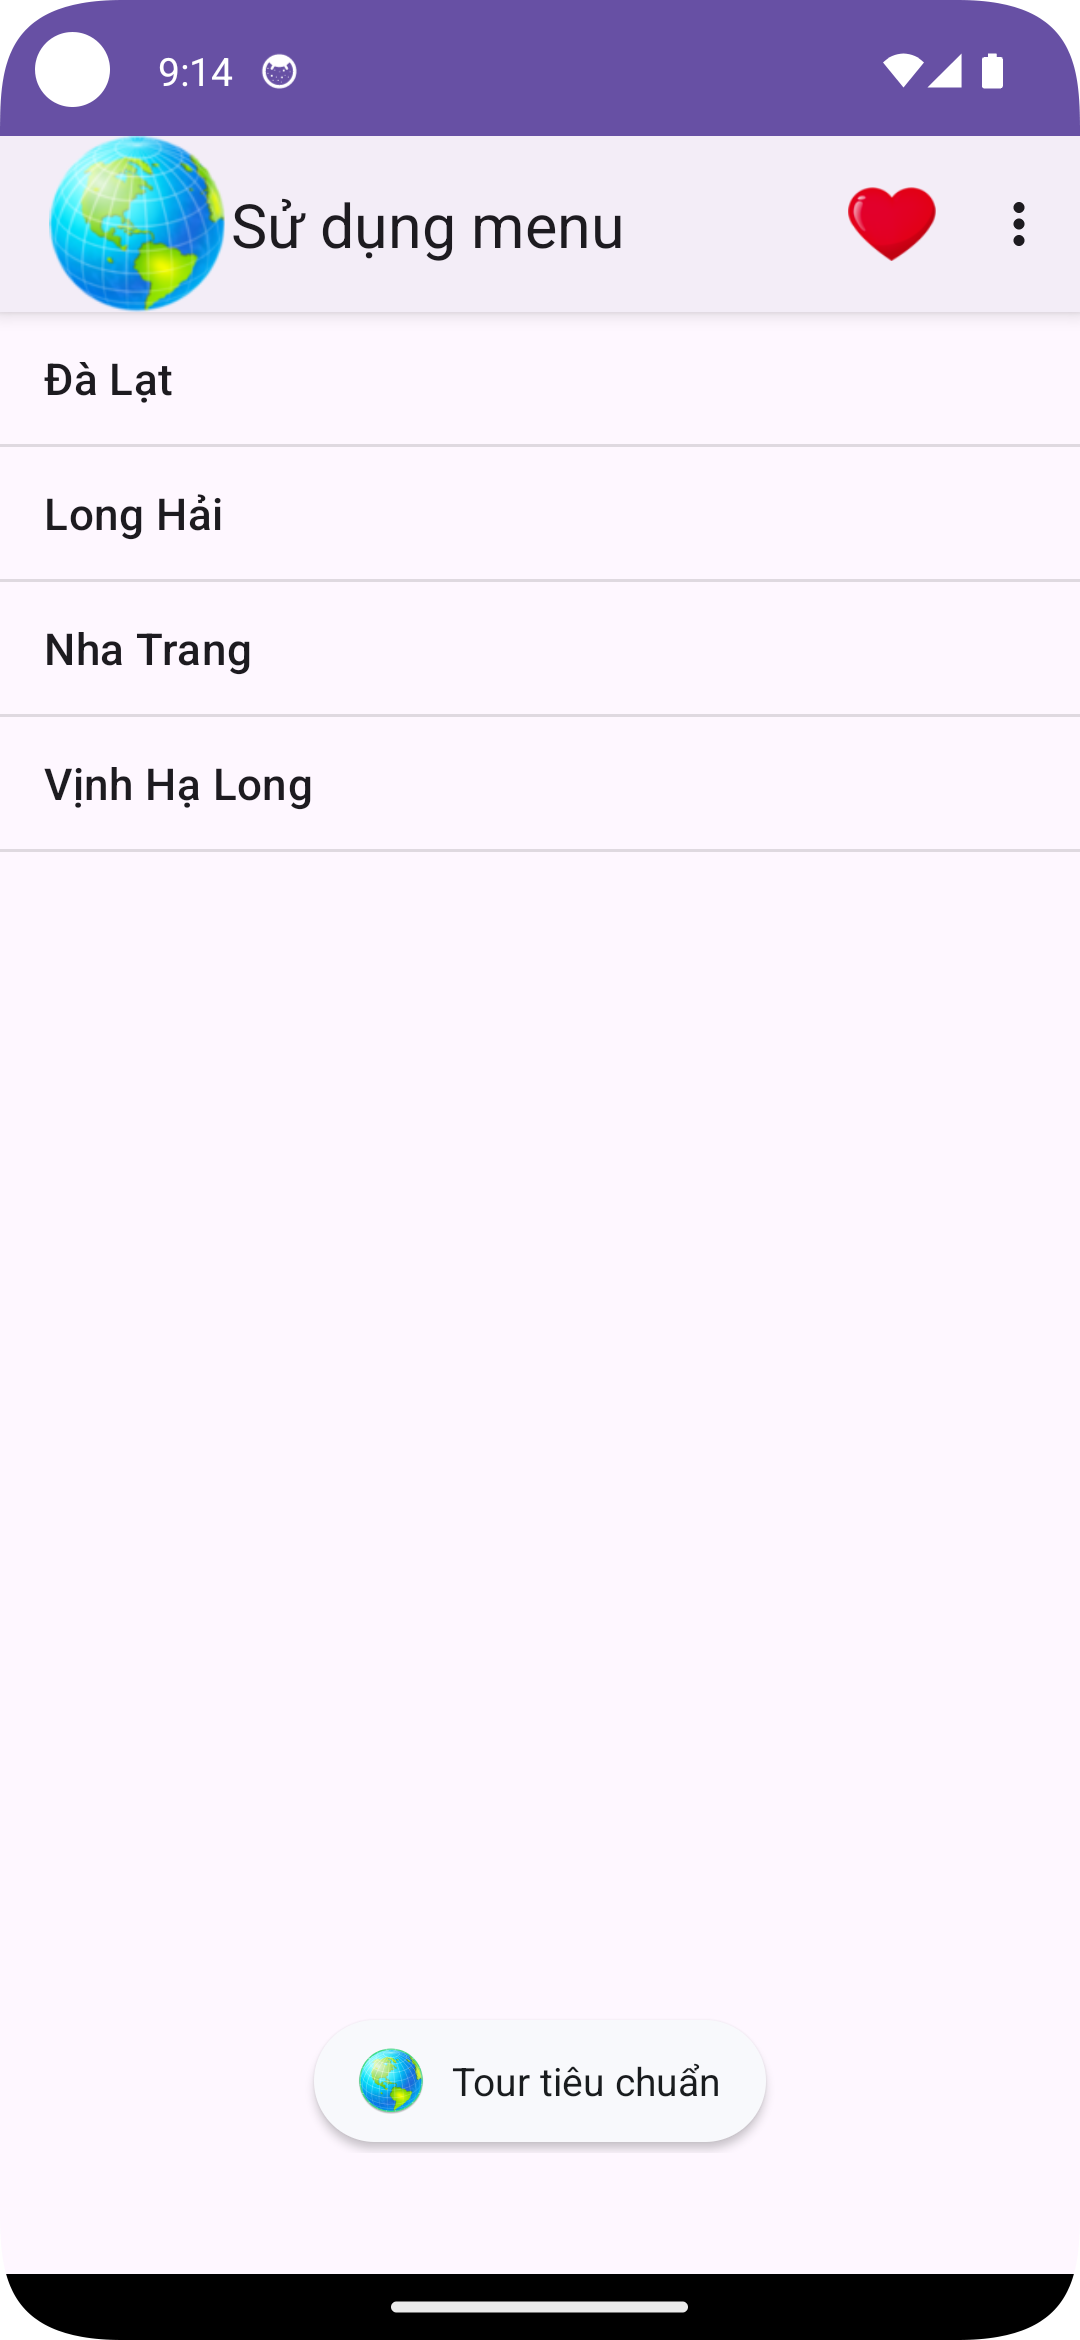 9:14
Sử dụng menu
Đà Lạt
Long Hải
Nha Trang
Vịnh Hạ Long
Tour tiêu chuẩn